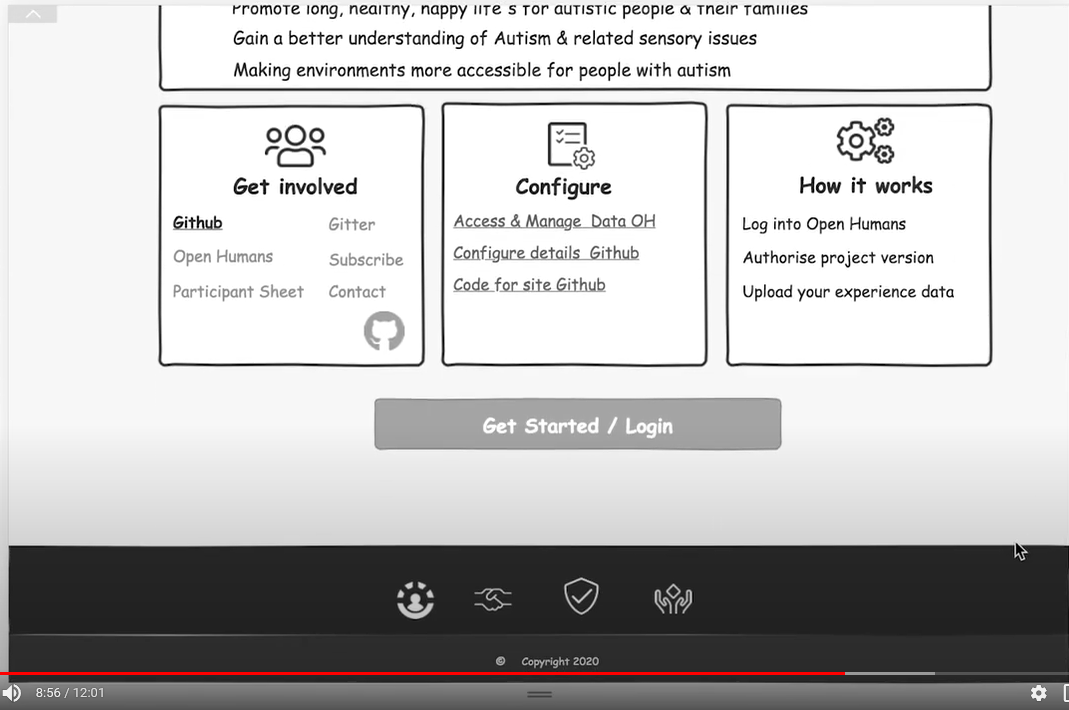 Promote long, healthy, happy life s for autistic people & their families
Gain a better understanding of Autism & related sensory issues
Making environments more accessible for people with autism
Get involved
Github
Gitter
Open Humans
Subscribe
Participant Sheet
Contact
Configure
Access & Manage Data OH
Configure details Github
Code for site Github
How it works
Log into Open Humans
Authorise project version
Upload your experience data
Get Started / Login
© Copyright 2020
8:56 / 12:01